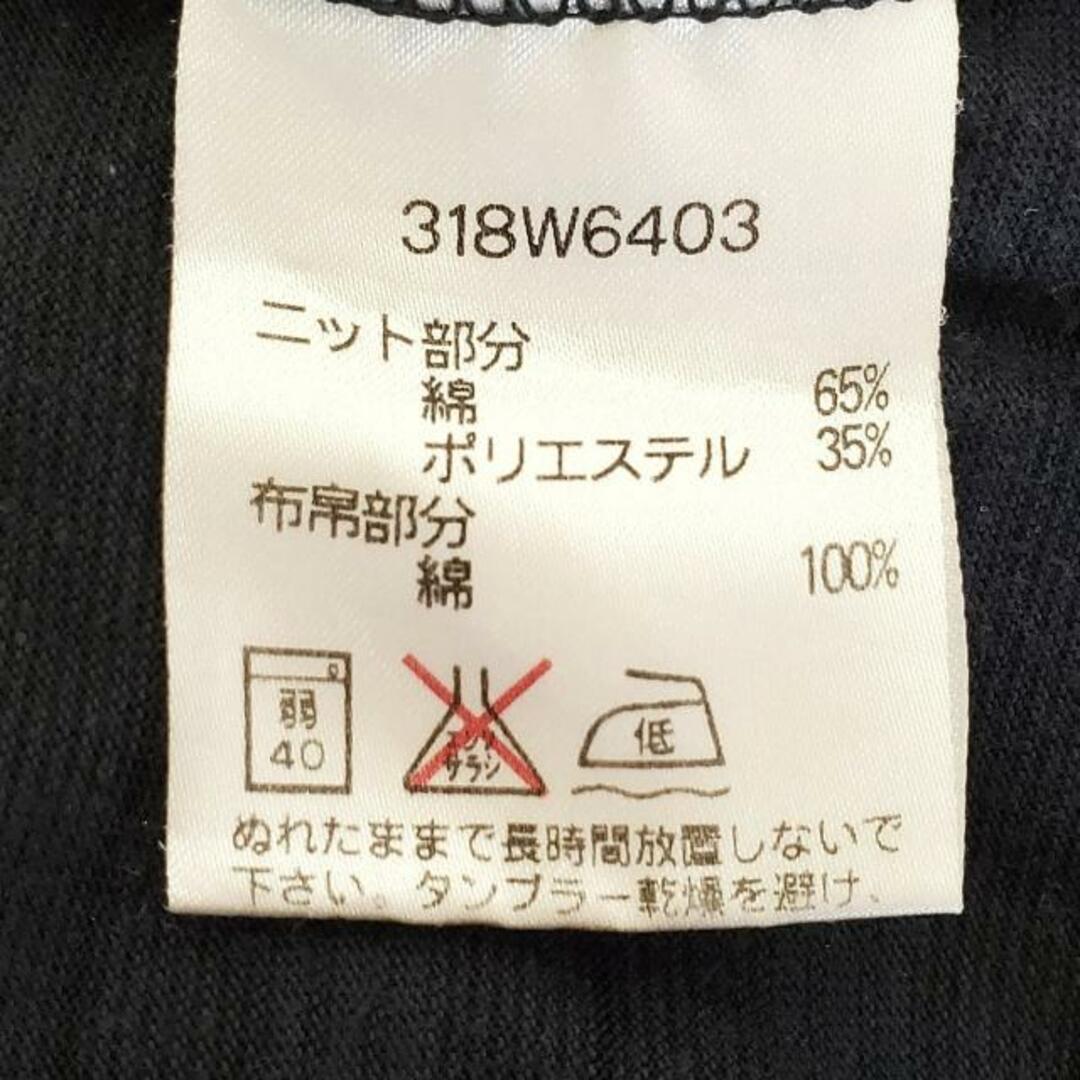 318W6403
ニット部分
綿 65%
ポリエステル 35%
布帛部分
綿 100%
弱
40
エンソ
サラシ
低
ぬれたままで長時間放置しないで
下さい。タンブラー乾燥を避け、